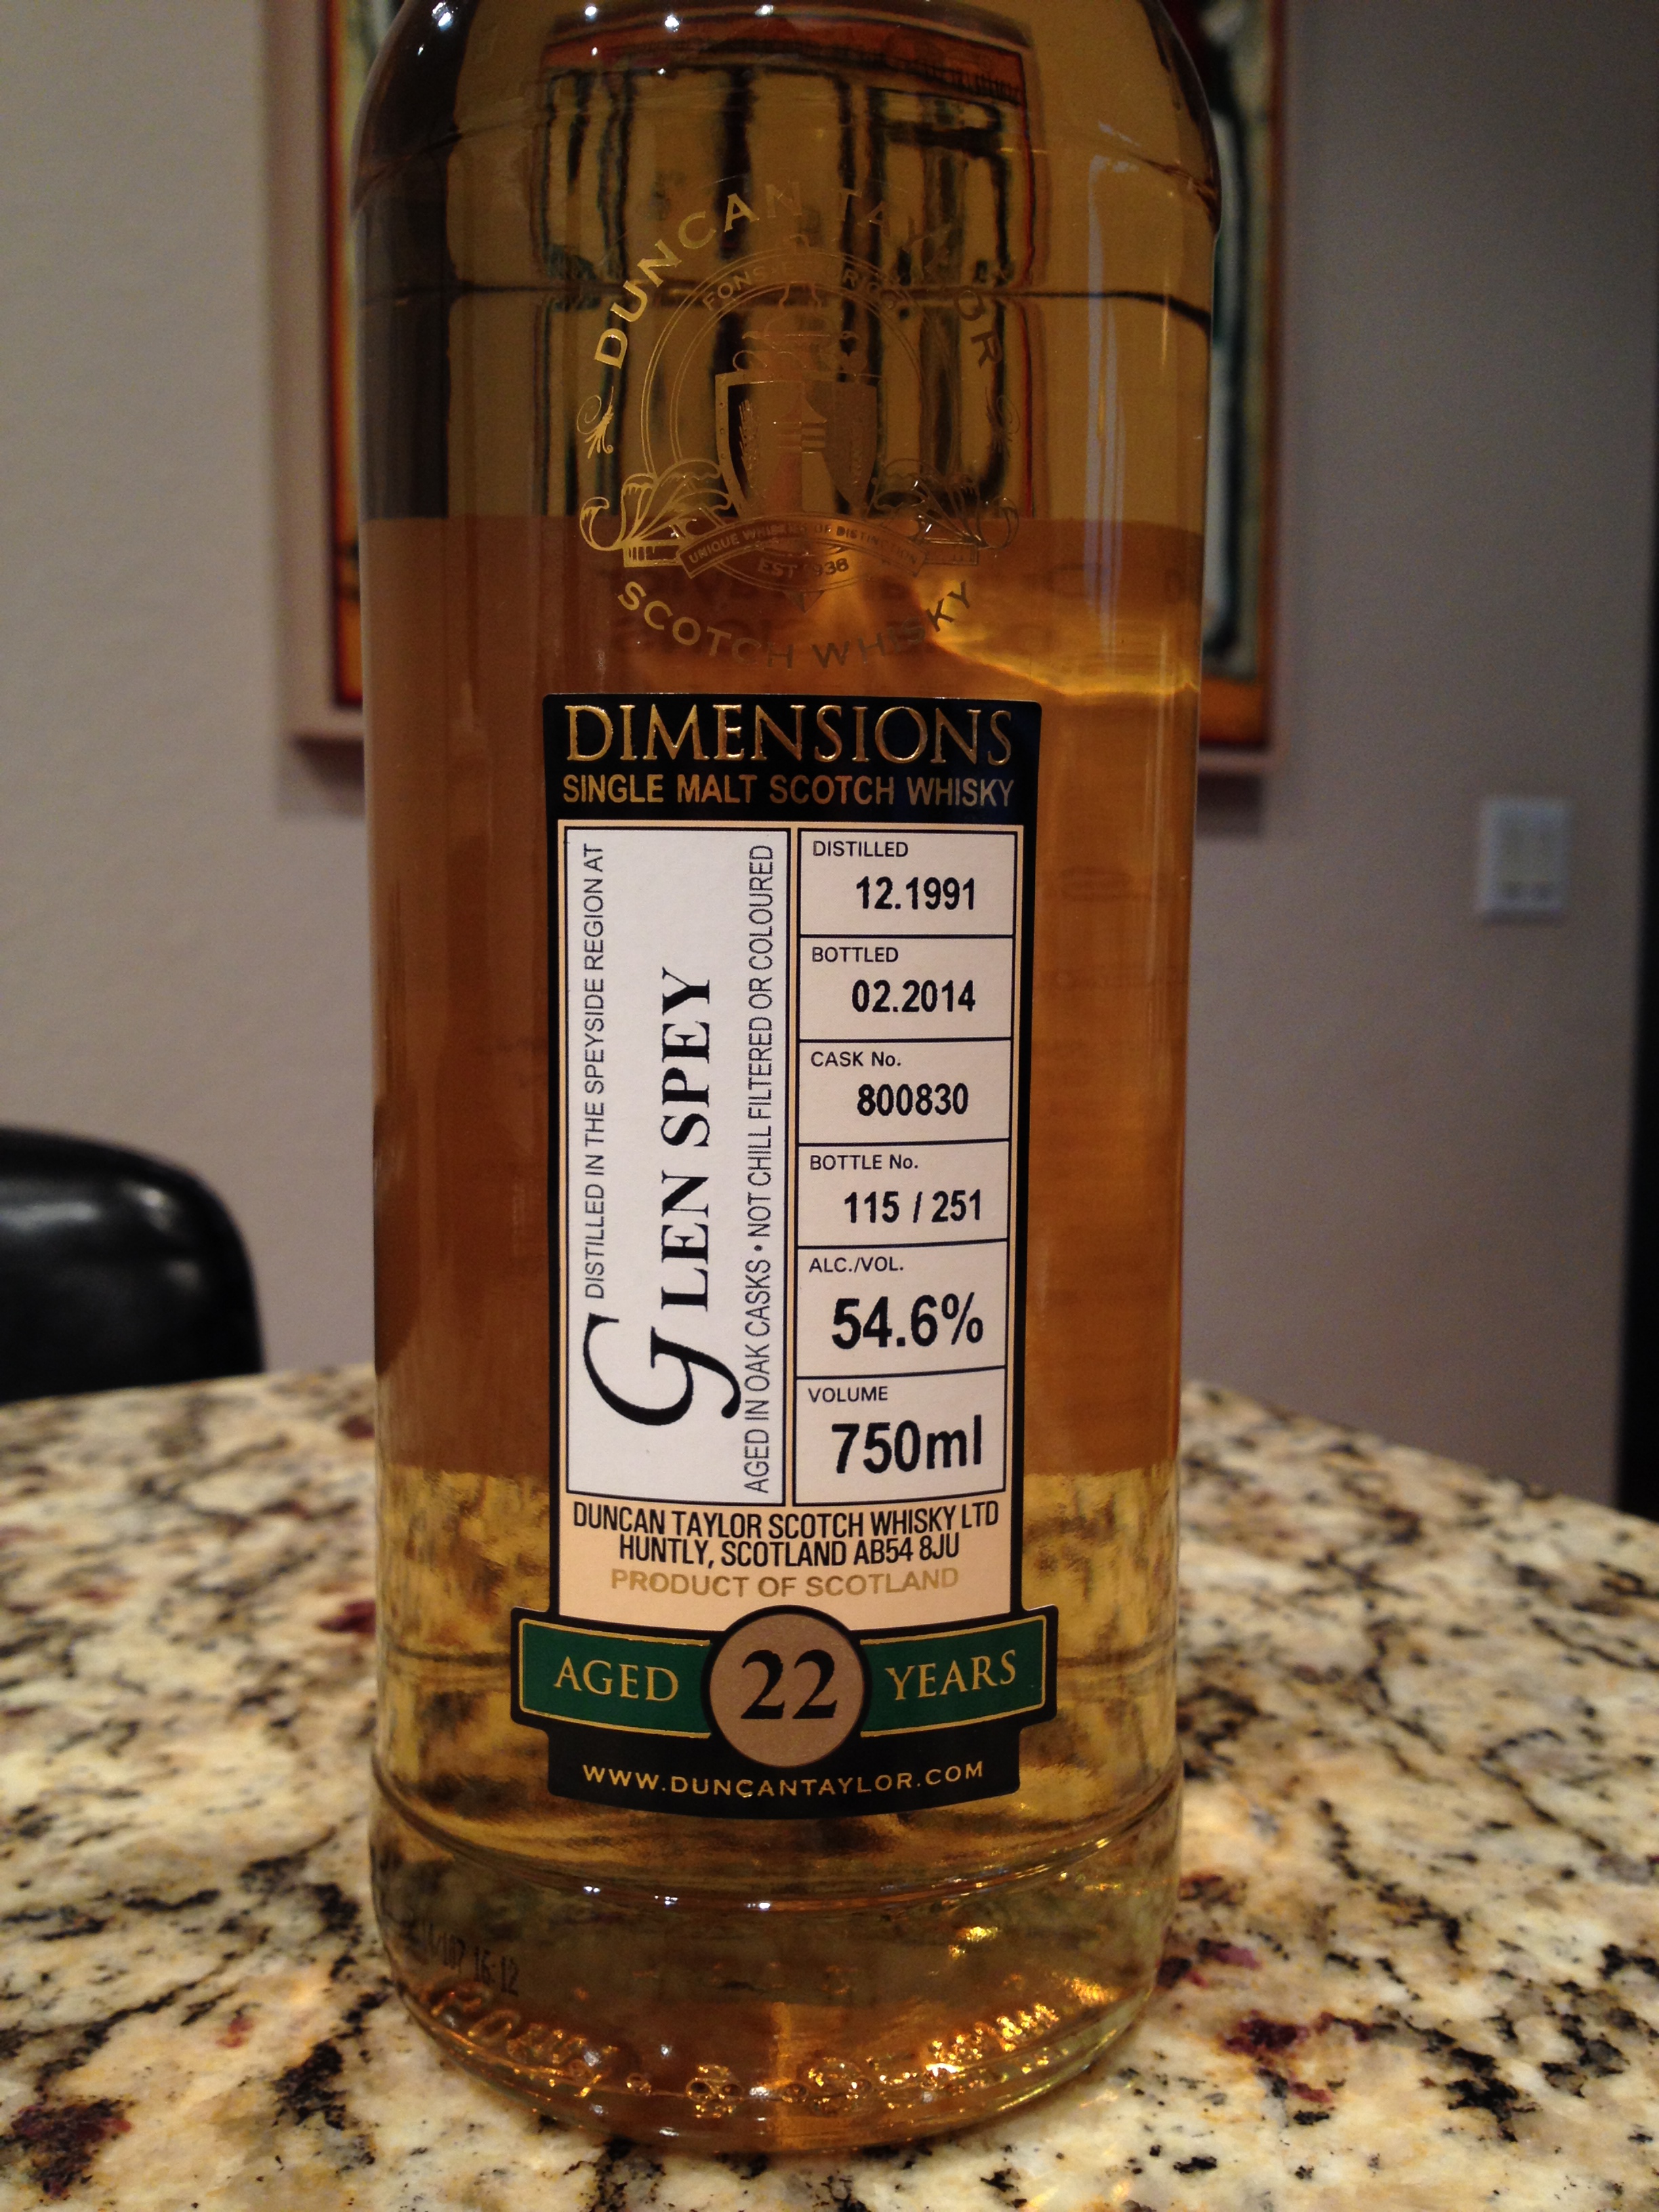 DUNCAN TAYLOR
UNIQUE WHISKIES OF DISTINCTION
SCOTCH WHISKY
DIMENSIONS
SINGLE MALT SCOTCH WHISKY
DISTILLED IN THE SPEYSIDE REGION AT
GLEN SPEY
AGED IN OAK CASKS • NOT CHILL FILTERED OR COLOURED
DISTILLED
12.1991
BOTTLED
02.2014
CASK No.
800830
BOTTLE No.
115 / 251
ALC./VOL.
54.6%
VOLUME
750ml
DUNCAN TAYLOR SCOTCH WHISKY LTD
HUNTLY, SCOTLAND AB54 8JU
PRODUCT OF SCOTLAND
AGED 22 YEARS
WWW.DUNCANTAYLOR.COM